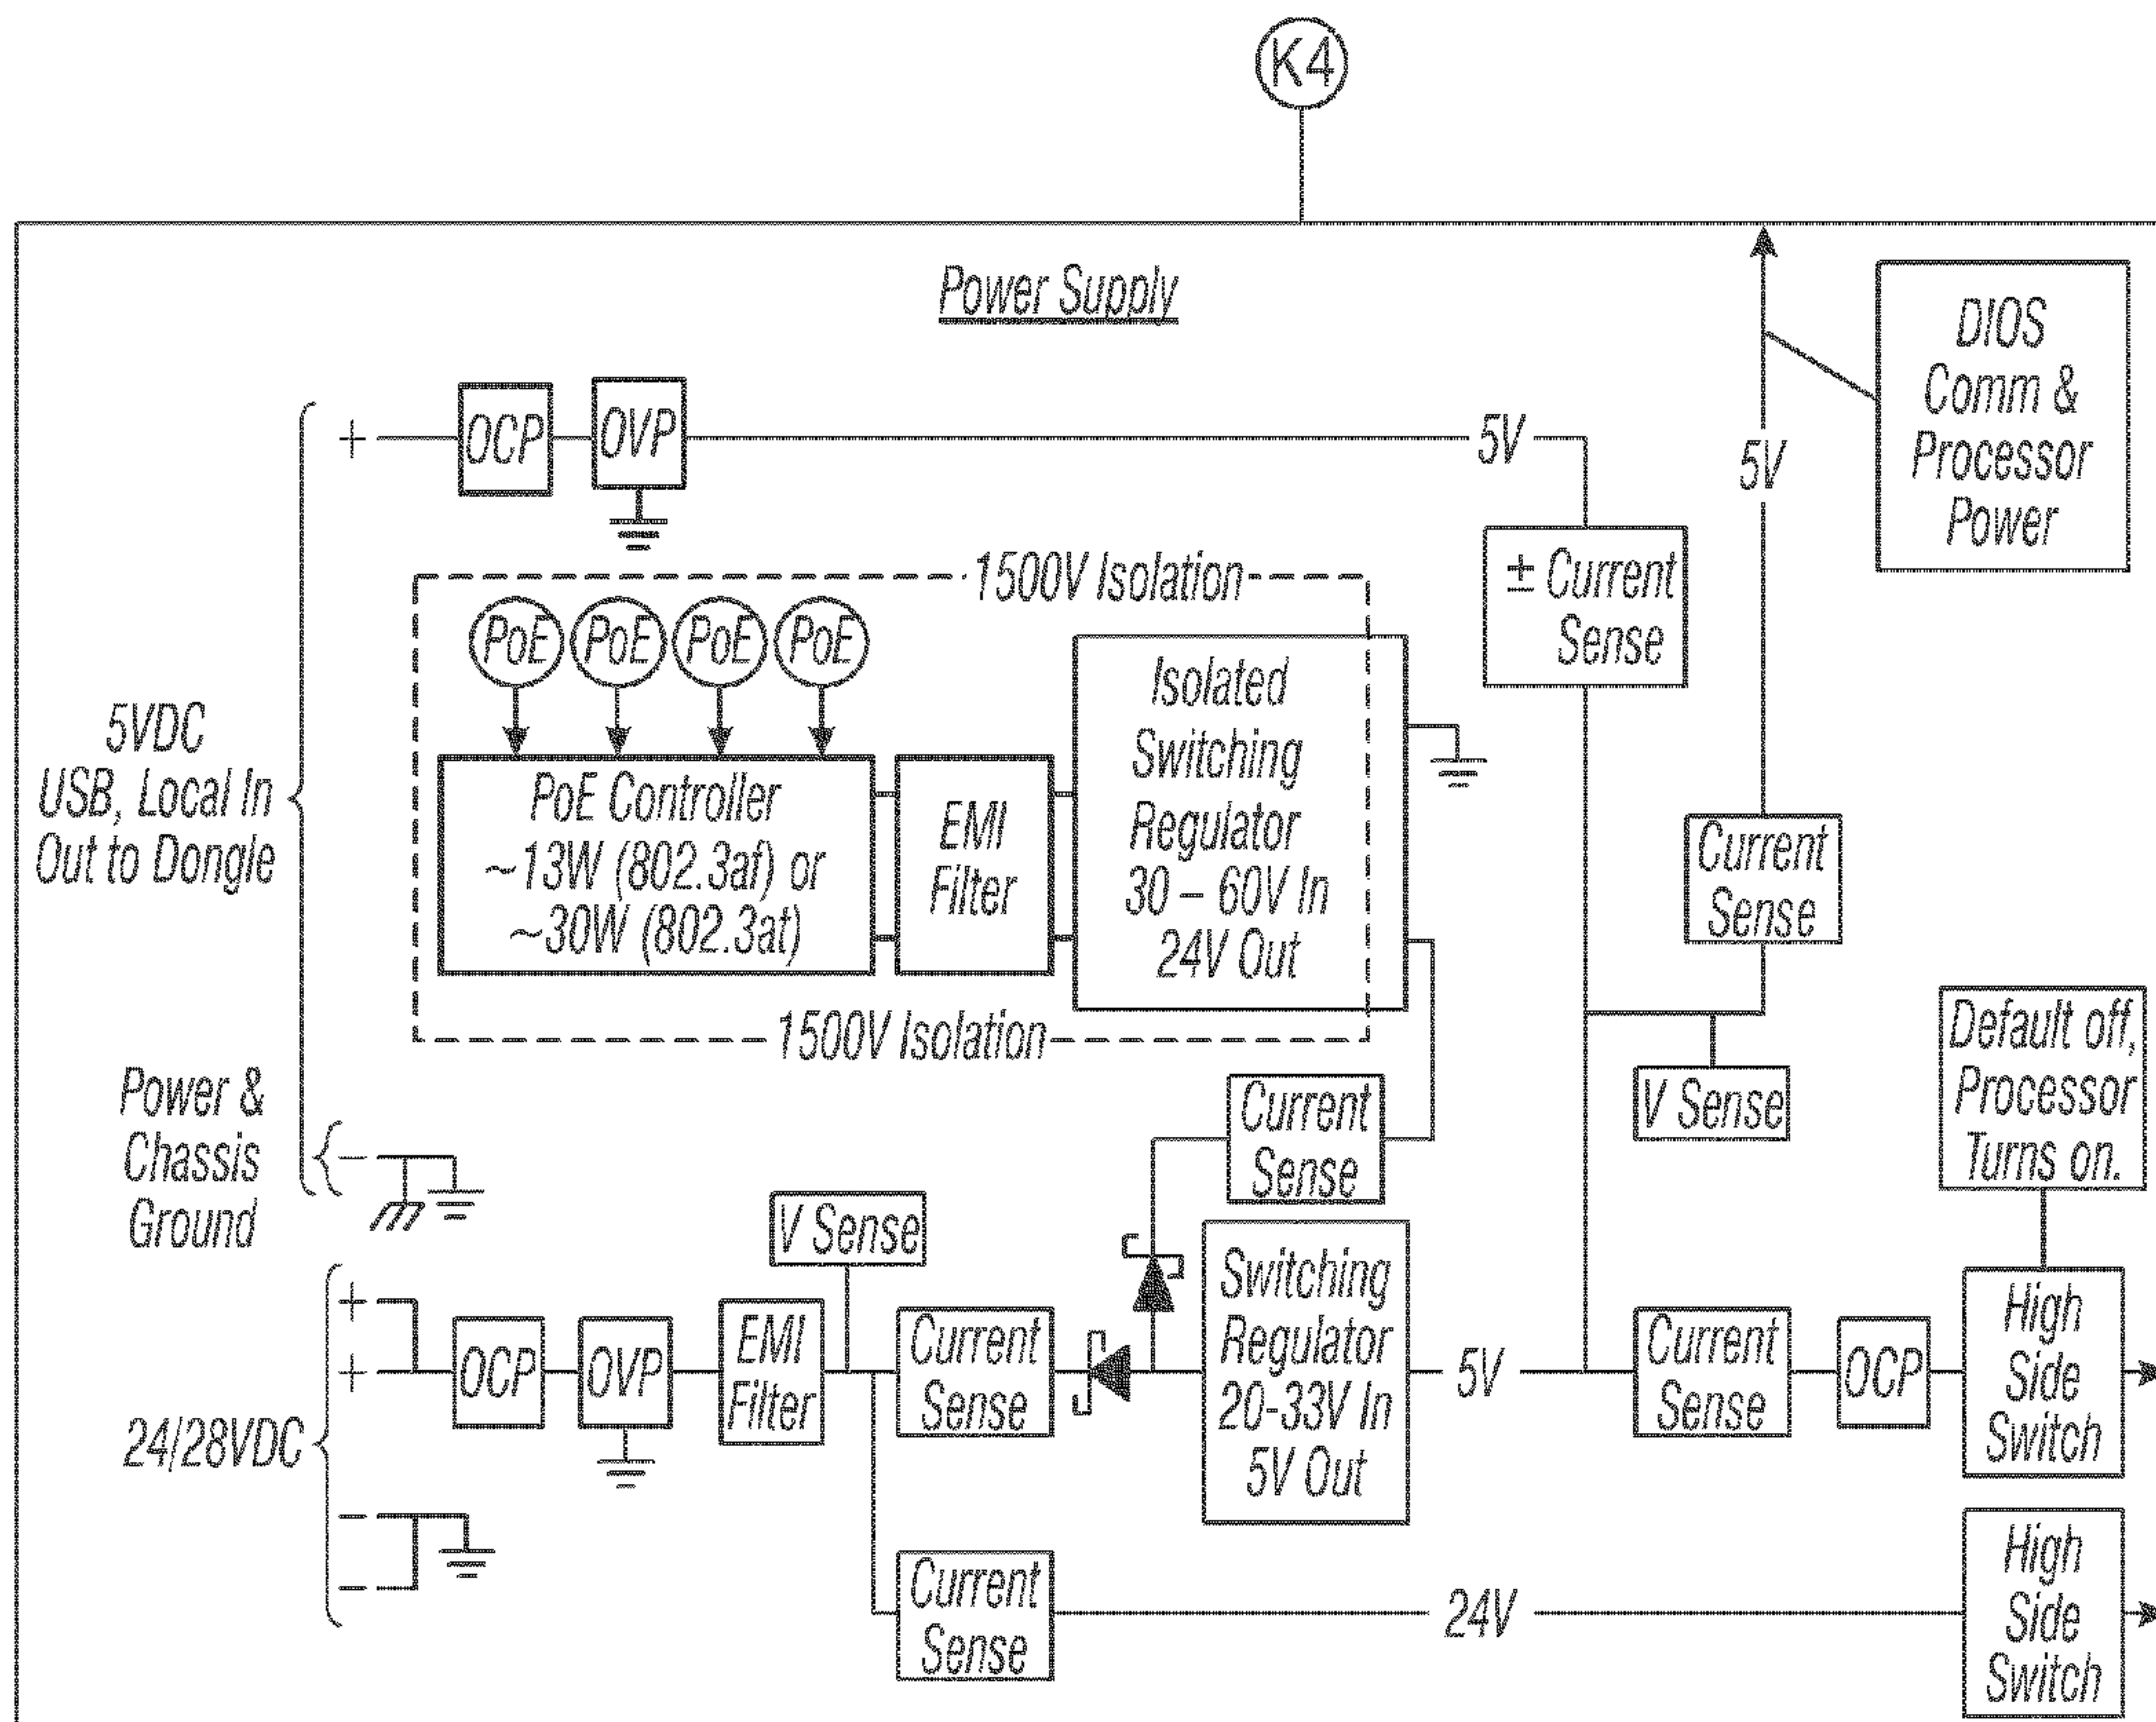 K4
Power Supply
DIOS
Comm &
Processor
Power
+
OCP
OVP
5V
5V
± Current
Sense
1500V Isolation
PoE
PoE
PoE
PoE
Isolated
Switching
Regulator
30 – 60V In
24V Out
5VDC
USB, Local In
Out to Dongle
PoE Controller
~13W (802.3af) or
~30W (802.3at)
EMI
Filter
Current
Sense
1500V Isolation
Default off,
Processor
Turns on.
V Sense
Power &
Chassis
Ground
−
Current
Sense
V Sense
24/28VDC
+
+
−
−
OCP
OVP
EMI
Filter
Current
Sense
Switching
Regulator
20-33V In
5V Out
5V
Current
Sense
OCP
High
Side
Switch
Current
Sense
24V
High
Side
Switch